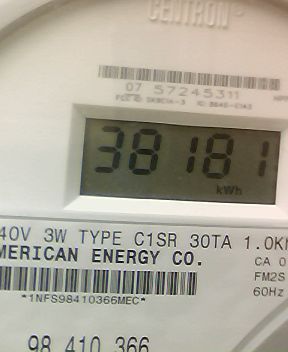 CENTRON®
07 57245311
38181
kWh
40V 3W TYPE C1SR 30TA 1.0K
MERICAN ENERGY CO.
CA 0
FM2S
60Hz
*1NFS98410366MEC*
98 410 366